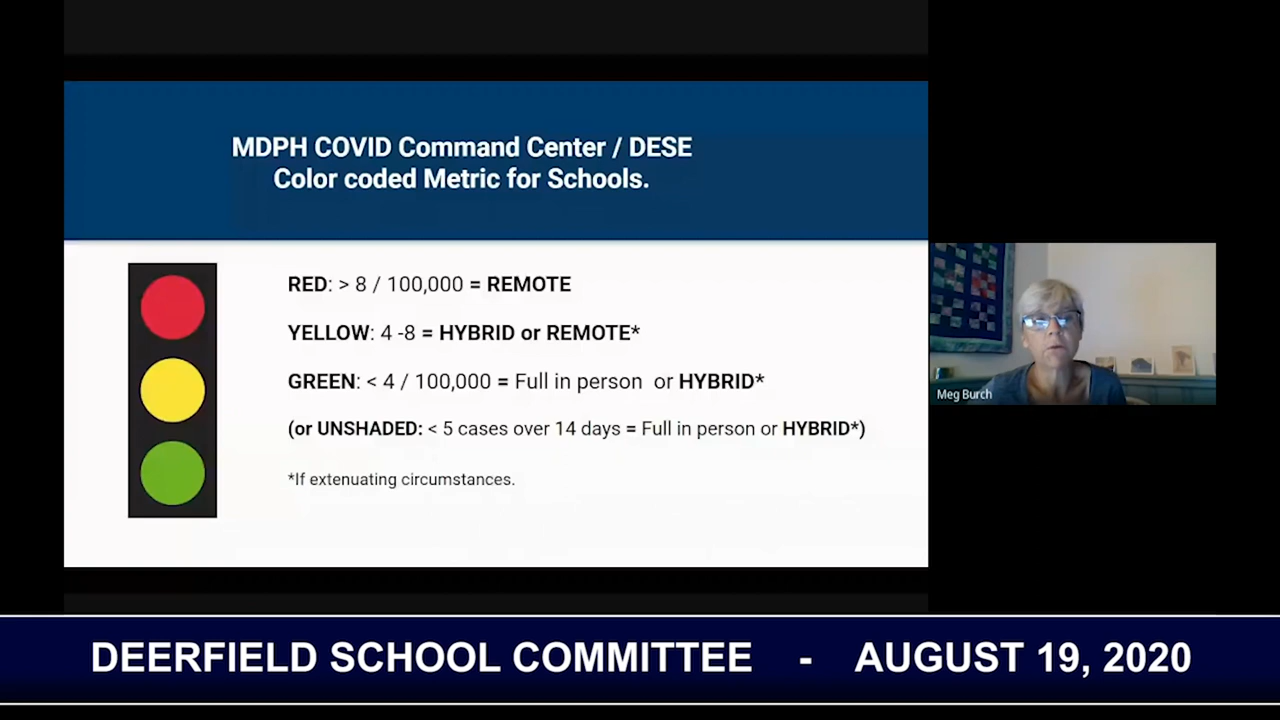 MDPH COVID Command Center / DESE
Color coded Metric for Schools.
RED: > 8 / 100,000 = REMOTE
YELLOW: 4 -8 = HYBRID or REMOTE*
GREEN: < 4 / 100,000 = Full in person or HYBRID*
(or UNSHADED: < 5 cases over 14 days = Full in person or HYBRID*)
*If extenuating circumstances.
Meg Burch
DEERFIELD SCHOOL COMMITTEE - AUGUST 19, 2020